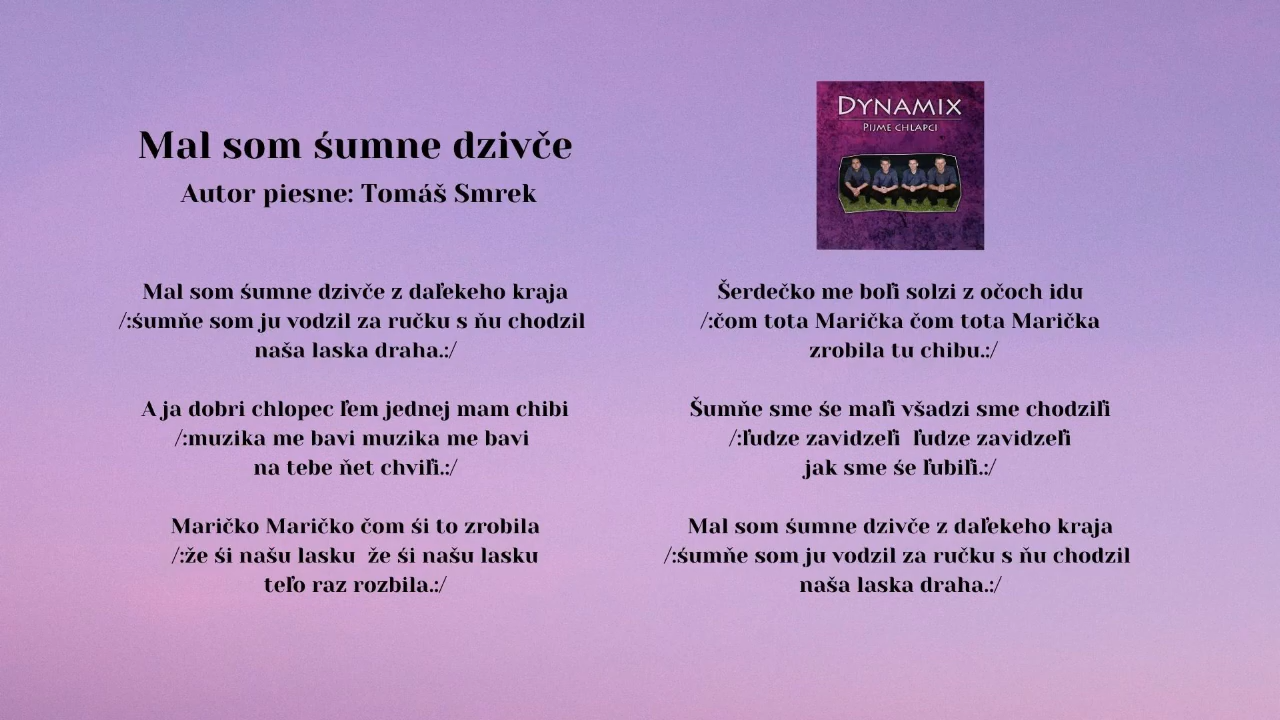 Mal som śumne dzivče
Autor piesne: Tomáš Smrek
DYNAMIX
PIJME CHLAPCI
Mal som śumne dzivče z daľekeho kraja
/:śumňe som ju vodzil za ručku s ňu chodzil
naša laska draha.:/
A ja dobri chlopec ľem jednej mam chibi
/:muzika me bavi muzika me bavi
na tebe ňet chviľi.:/
Maričko Maričko čom śi to zrobila
/:že śi našu lasku  že śi našu lasku
teľo raz rozbila.:/
Šerdečko me boľi solzi z očoch idu
/:čom tota Marička čom tota Marička
zrobila tu chibu.:/
Šumňe sme śe maľi všadzi sme chodziľi
/:ľudze zavidzeľi  ľudze zavidzeľi
jak sme śe ľubiľi.:/
Mal som śumne dzivče z daľekeho kraja
/:śumňe som ju vodzil za ručku s ňu chodzil
naša laska draha.:/